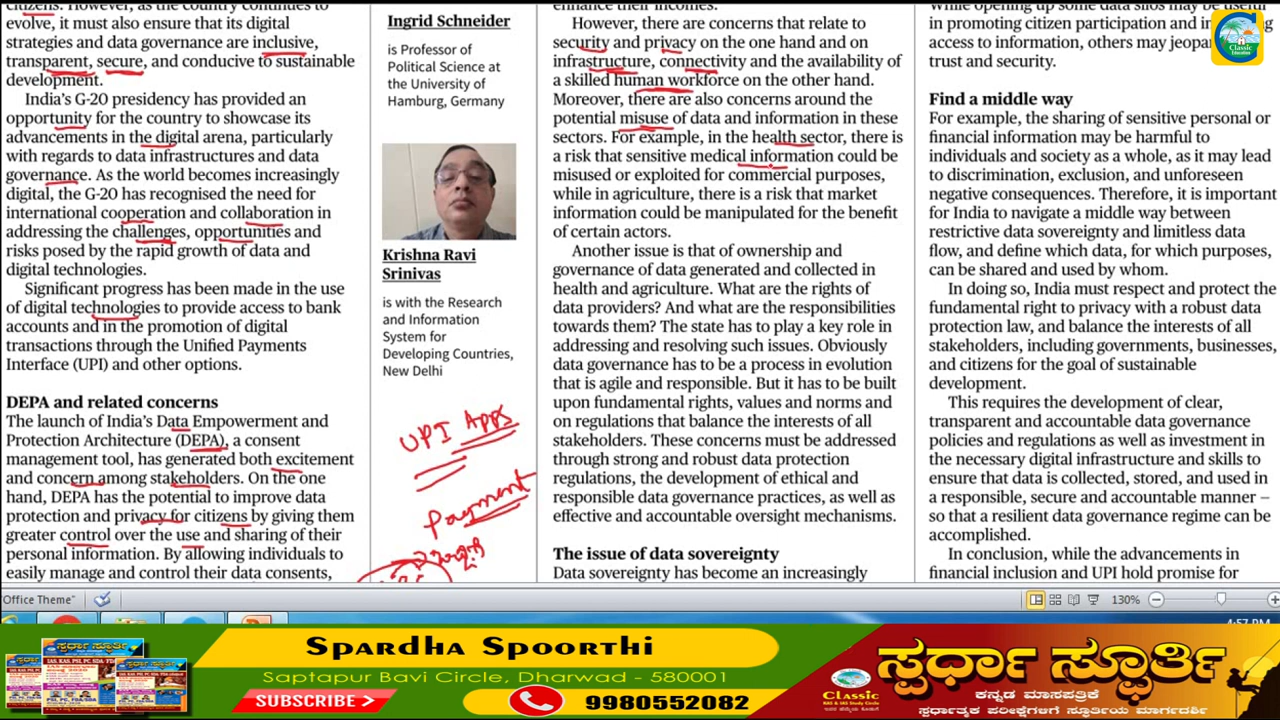 citizens. However, as the country continues to
evolve, it must also ensure that its digital
strategies and data governance are inclusive,
transparent, secure, and conducive to sustainable
development.
India's G-20 presidency has provided an
opportunity for the country to showcase its
advancements in the digital arena, particularly
with regards to data infrastructures and data
governance. As the world becomes increasingly
digital, the G-20 has recognised the need for
international cooperation and collaboration in
addressing the challenges, opportunities and
risks posed by the rapid growth of data and
digital technologies.
Significant progress has been made in the use
of digital technologies to provide access to bank
accounts and in the promotion of digital
transactions through the Unified Payments
Interface (UPI) and other options.
DEPA and related concerns
The launch of India's Data Empowerment and
Protection Architecture (DEPA), a consent
management tool, has generated both excitement
and concern among stakeholders. On the one
hand, DEPA has the potential to improve data
protection and privacy for citizens by giving them
greater control over the use and sharing of their
personal information. By allowing individuals to
easily manage and control their data consents,
Ingrid Schneider
is Professor of
Political Science at
the University of
Hamburg, Germany
Krishna Ravi
Srinivas
is with the Research
and Information
System for
Developing Countries,
New Delhi
UPI Apps
Payment
enhance their incomes.
However, there are concerns that relate to
security and privacy on the one hand and on
infrastructure, connectivity and the availability of
a skilled human workforce on the other hand.
Moreover, there are also concerns around the
potential misuse of data and information in these
sectors. For example, in the health sector, there is
a risk that sensitive medical information could be
misused or exploited for commercial purposes,
while in agriculture, there is a risk that market
information could be manipulated for the benefit
of certain actors.
Another issue is that of ownership and
governance of data generated and collected in
health and agriculture. What are the rights of
data providers? And what are the responsibilities
towards them? The state has to play a key role in
addressing and resolving such issues. Obviously
data governance has to be a process in evolution
that is agile and responsible. But it has to be built
upon fundamental rights, values and norms and
on regulations that balance the interests of all
stakeholders. These concerns must be addressed
through strong and robust data protection
regulations, the development of ethical and
responsible data governance practices, as well as
effective and accountable oversight mechanisms.
The issue of data sovereignty
Data sovereignty has become an increasingly
While opening up some data silos may be useful
in promoting citizen participation and in
access to information, others may
trust and security.
Find a middle way
For example, the sharing of sensitive personal or
financial information may be harmful to
individuals and society as a whole, as it may lead
to discrimination, exclusion, and unforeseen
negative consequences. Therefore, it is important
for India to navigate a middle way between
restrictive data sovereignty and limitless data
flow, and define which data, for which purposes,
can be shared and used by whom.
In doing so, India must respect and protect the
fundamental right to privacy with a robust data
protection law, and balance the interests of all
stakeholders, including governments, businesses,
and citizens for the goal of sustainable
development.
This requires the development of clear,
transparent and accountable data governance
policies and regulations as well as investment in
the necessary digital infrastructure and skills to
ensure that data is collected, stored, and used in
a responsible, secure and accountable manner –
so that a resilient data governance regime can be
accomplished.
In conclusion, while the advancements in
financial inclusion and UPI hold promise for
Classic
Education
"Office Theme"
130%
4:57 PM
Spardha Spoorthi
Saptapur Bavi Circle, Dharwad - 580001
SUBSCRIBE
9980552082
Classic
ಸ್ಪರ್ಧಾ ಸ್ಫೂರ್ತಿ
ಕನ್ನಡ ಮಾಸಪತ್ರಿಕೆ
ಸ್ಪರ್ಧಾತ್ಮಕ ಪರೀಕ್ಷೆಗಳಿಗೆ ಸ್ಫೂರ್ತಿಯ ಮಾರ್ಗದರ್ಶಿ